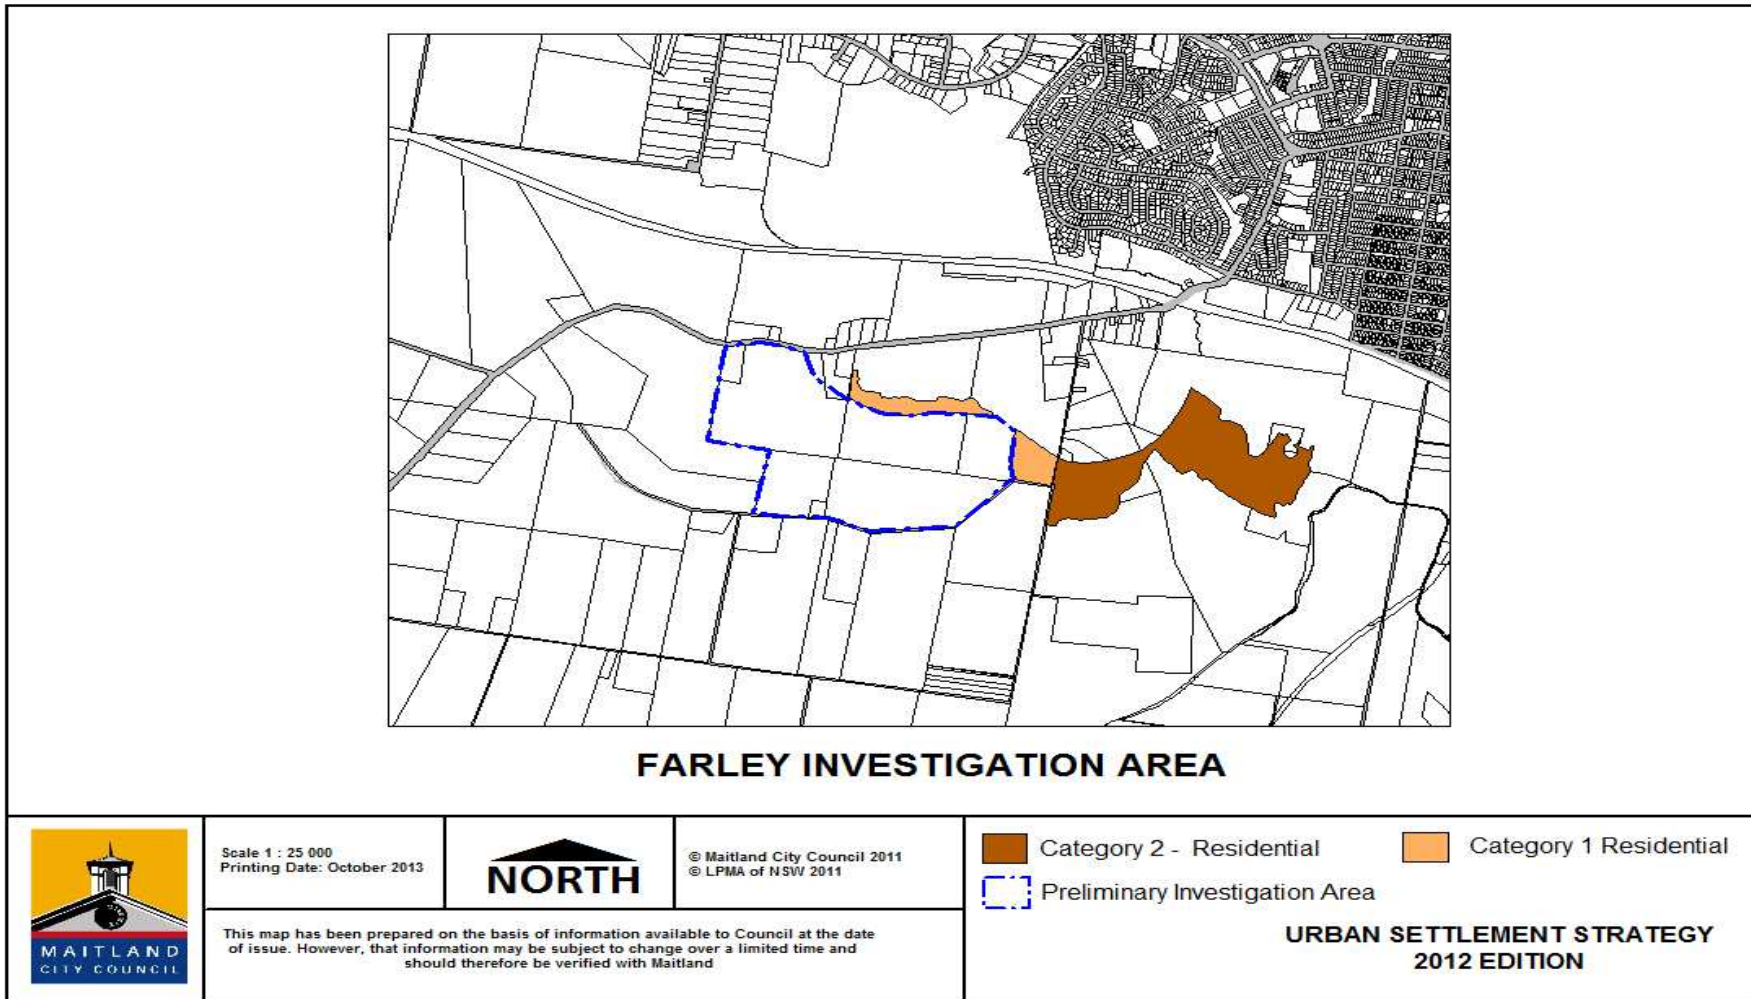 FARLEY INVESTIGATION AREA
MAITLAND
CITY COUNCIL
Scale 1 : 25 000
Printing Date: October 2013
NORTH
© Maitland City Council 2011
© LPMA of NSW 2011
This map has been prepared on the basis of information available to Council at the date
of issue. However, that information may be subject to change over a limited time and
should therefore be verified with Maitland
Category 2 - Residential
Category 1 Residential
Preliminary Investigation Area
URBAN SETTLEMENT STRATEGY
2012 EDITION